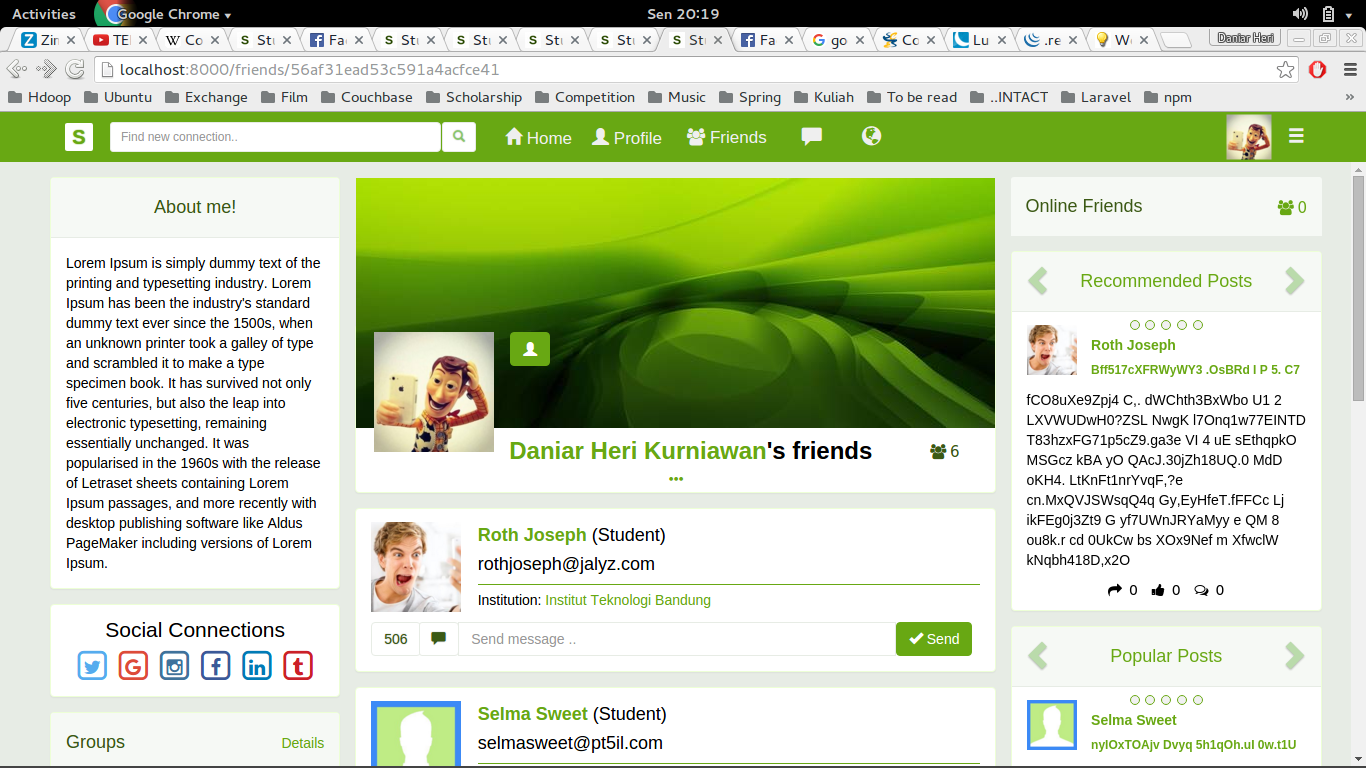 Activities Google Chrome Sen 20:19
Zin TE Co Stu Fac Stu Stu Stu Stu Stu Fa go Co Lu .re We Daniar Heri
localhost:8000/friends/56af31ead53c591a4acfce41
Hdoop Ubuntu Exchange Film Couchbase Scholarship Competition Music Spring Kuliah To be read ..INTACT Laravel npm »
S Find new connection.. Home Profile Friends
About me!
Lorem Ipsum is simply dummy text of the
printing and typesetting industry. Lorem
Ipsum has been the industry's standard
dummy text ever since the 1500s, when
an unknown printer took a galley of type
and scrambled it to make a type
specimen book. It has survived not only
five centuries, but also the leap into
electronic typesetting, remaining
essentially unchanged. It was
popularised in the 1960s with the release
of Letraset sheets containing Lorem
Ipsum passages, and more recently with
desktop publishing software like Aldus
PageMaker including versions of Lorem
Ipsum.
Social Connections
Groups Details
Daniar Heri Kurniawan's friends 6
•••
Roth Joseph (Student)
rothjoseph@jalyz.com
Institution: Institut Teknologi Bandung
506 Send message .. Send
Selma Sweet (Student)
selmasweet@pt5il.com
Online Friends 0
Recommended Posts
Roth Joseph
Bff517cXFRWyWY3 .OsBRd I P 5. C7
fCO8uXe9Zpj4 C,. dWChth3BxWbo U1 2
LXVWUDwH0?ZSL NwgK l7Onq1w77EINTD
T83hzxFG71p5cZ9.ga3e VI 4 uE sEthqpkO
MSGcz kBA yO QAcJ.30jZh18UQ.0 MdD
oKH4. LtKnFt1nrYvqF,?e
cn.MxQVJSWsqQ4q Gy,EyHfeT.fFFCc Lj
ikFEg0j3Zt9 G yf7UWnJRYaMyy e QM 8
ou8k.r cd 0UkCw bs XOx9Nef m XfwclW
kNqbh418D,x2O
0 0 0
Popular Posts
Selma Sweet
nylOxTOAjv Dvyq 5h1qOh.uI 0w.t1U